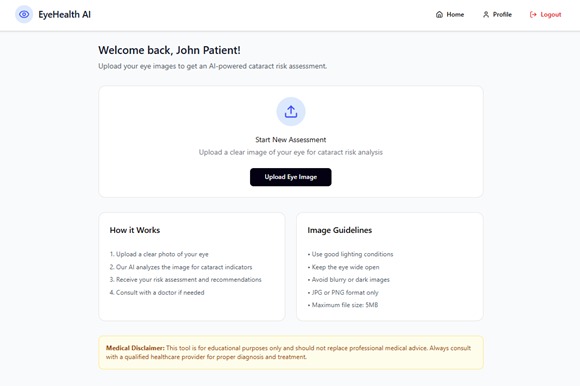 EyeHealth AI
Home
Profile
Logout
Welcome back, John Patient!
Upload your eye images to get an AI-powered cataract risk assessment.
Start New Assessment
Upload a clear image of your eye for cataract risk analysis
Upload Eye Image
How it Works
1. Upload a clear photo of your eye
2. Our AI analyzes the image for cataract indicators
3. Receive your risk assessment and recommendations
4. Consult with a doctor if needed
Image Guidelines
• Use good lighting conditions
• Keep the eye wide open
• Avoid blurry or dark images
• JPG or PNG format only
• Maximum file size: 5MB
Medical Disclaimer: This tool is for educational purposes only and should not replace professional medical advice. Always consult
with a qualified healthcare provider for proper diagnosis and treatment.